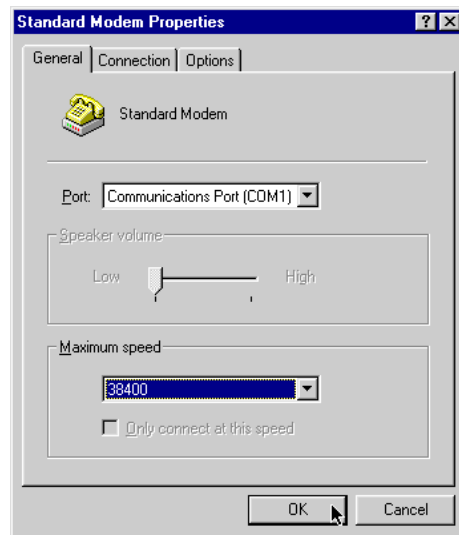 Standard Modem Properties
General Connection Options
Standard Modem
Port: Communications Port (COM1)
Speaker volume
Low High
Maximum speed
38400
Only connect at this speed
OK Cancel